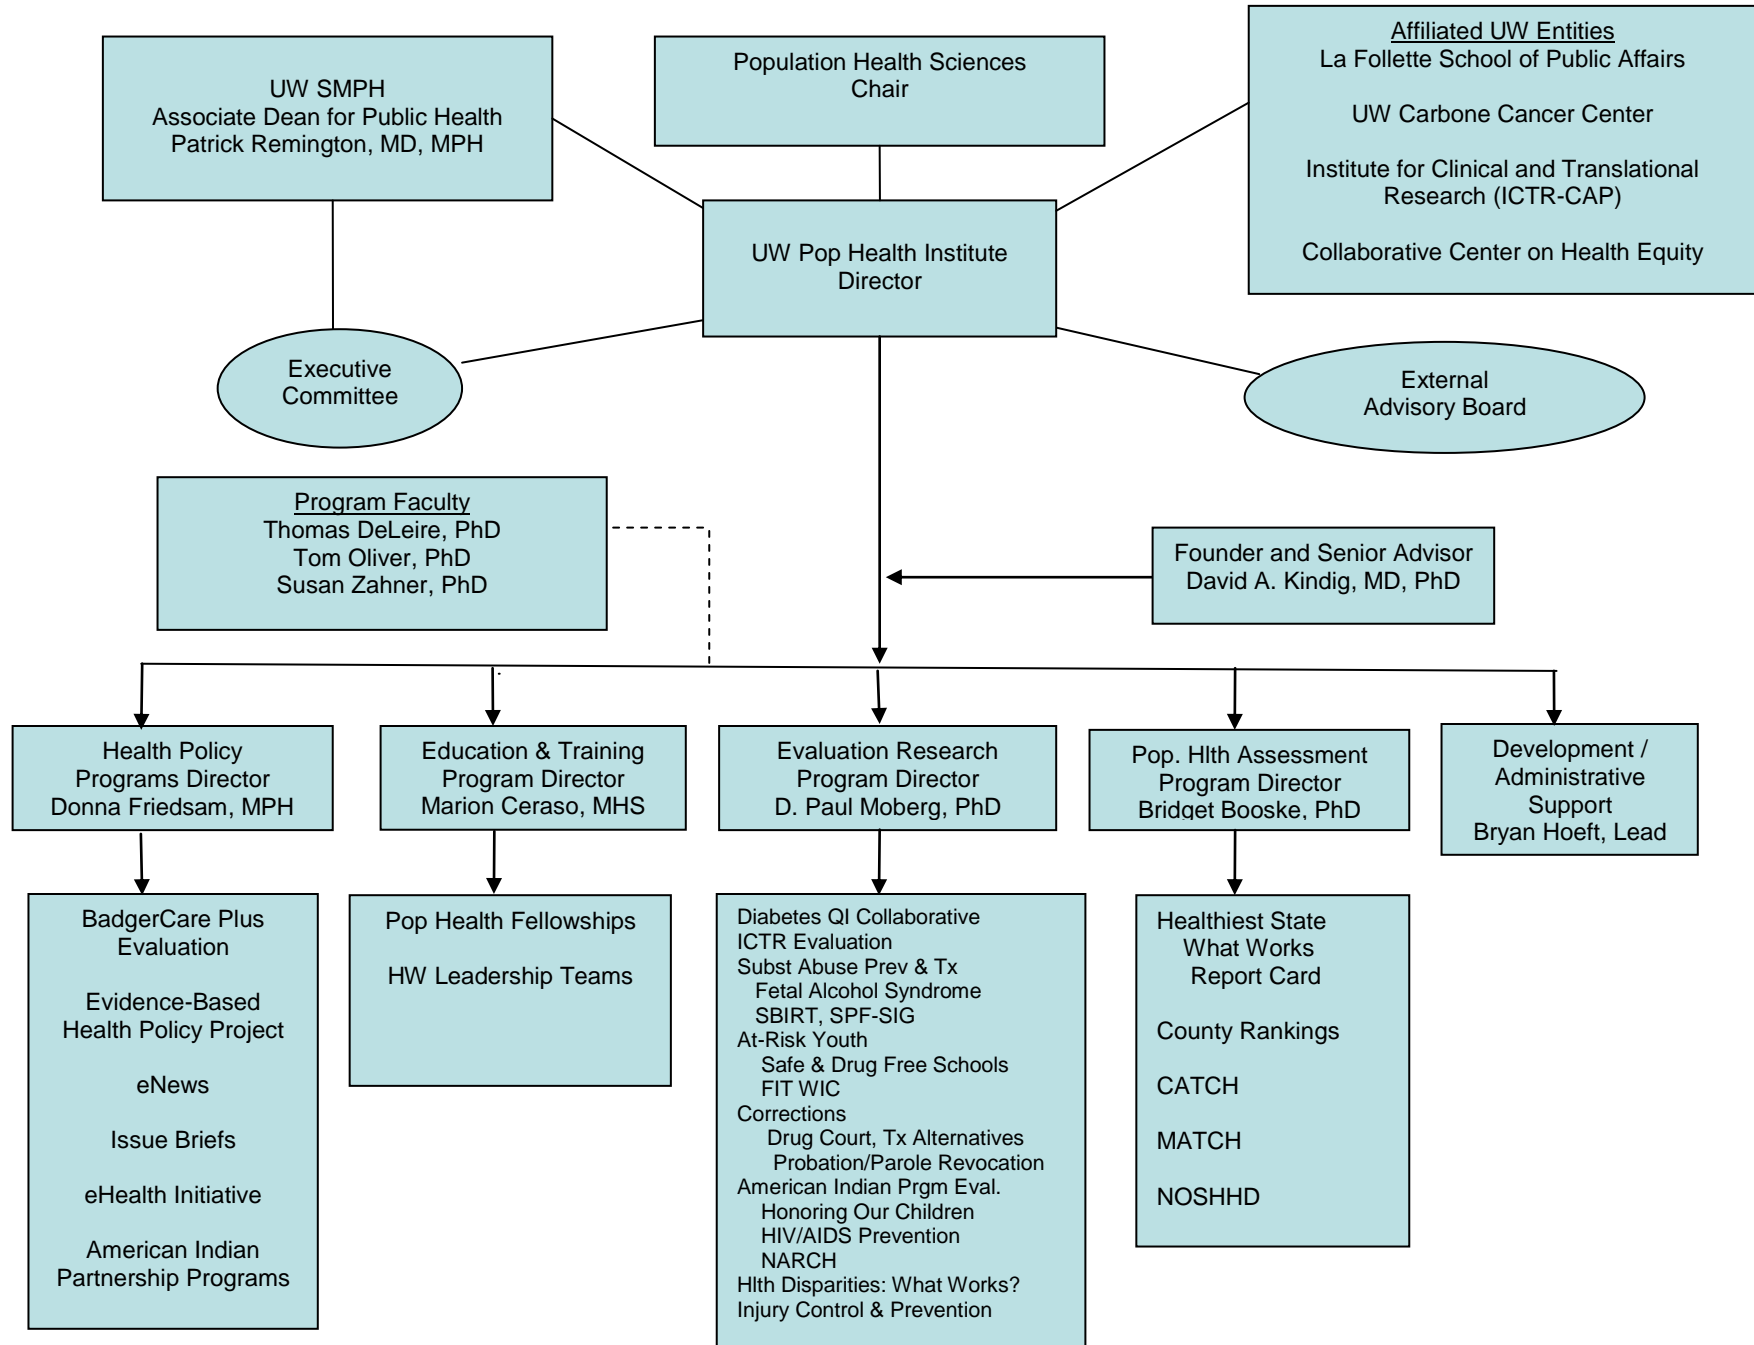 UW SMPH
Associate Dean for Public Health
Patrick Remington, MD, MPH
Population Health Sciences
Chair
Affiliated UW Entities
La Follette School of Public Affairs
UW Carbone Cancer Center
Institute for Clinical and Translational
Research (ICTR-CAP)
Collaborative Center on Health Equity
UW Pop Health Institute
Director
Executive
Committee
External
Advisory Board
Program Faculty
Thomas DeLeire, PhD
Tom Oliver, PhD
Susan Zahner, PhD
Founder and Senior Advisor
David A. Kindig, MD, PhD
Health Policy
Programs Director
Donna Friedsam, MPH
Education & Training
Program Director
Marion Ceraso, MHS
Evaluation Research
Program Director
D. Paul Moberg, PhD
Pop. Hlth Assessment
Program Director
Bridget Booske, PhD
Development /
Administrative
Support
Bryan Hoeft, Lead
BadgerCare Plus
Evaluation
Evidence-Based
Health Policy Project
eNews
Issue Briefs
eHealth Initiative
American Indian
Partnership Programs
Pop Health Fellowships
HW Leadership Teams
Diabetes QI Collaborative
ICTR Evaluation
Subst Abuse Prev & Tx
Fetal Alcohol Syndrome
SBIRT, SPF-SIG
At-Risk Youth
Safe & Drug Free Schools
FIT WIC
Corrections
Drug Court, Tx Alternatives
Probation/Parole Revocation
American Indian Prgm Eval.
Honoring Our Children
HIV/AIDS Prevention
NARCH
Hlth Disparities: What Works?
Injury Control & Prevention
Healthiest State
What Works
Report Card
County Rankings
CATCH
MATCH
NOSHHD